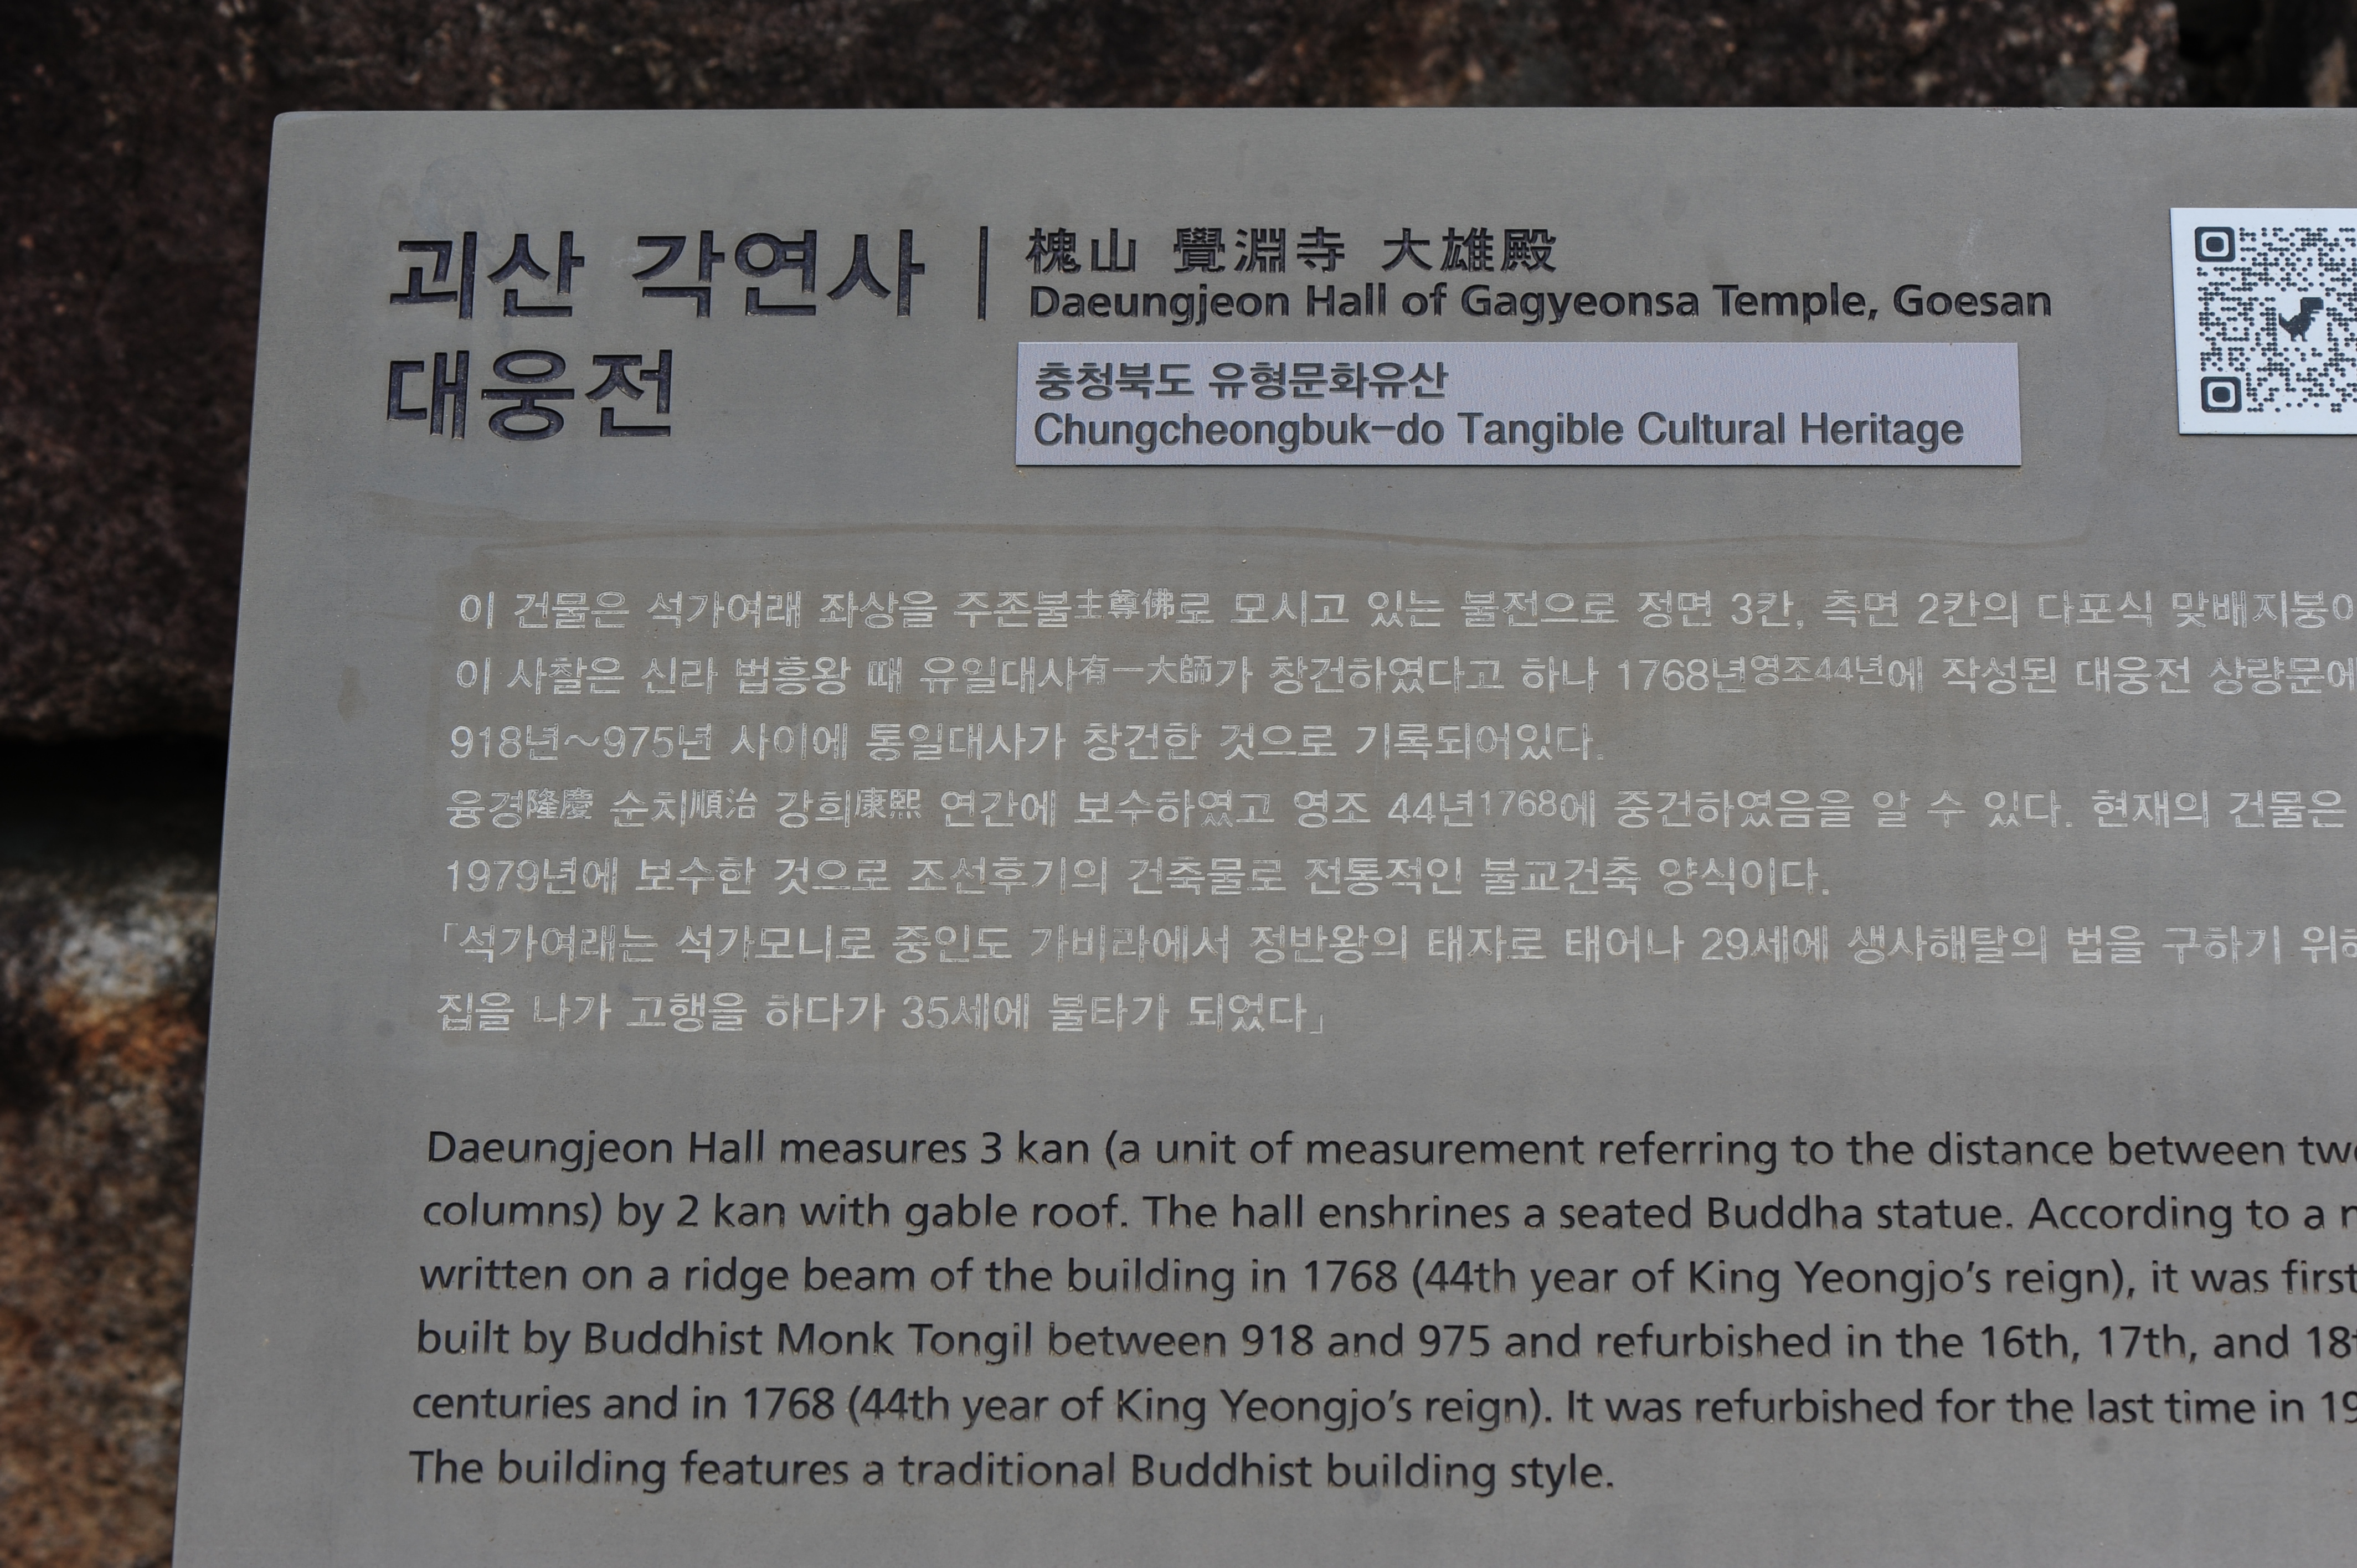 괴산 각연사
대웅전
槐山 覺淵寺 大雄殿
Daeungjeon Hall of Gagyeonsa Temple, Goesan
충청북도 유형문화유산
Chungcheongbuk-do Tangible Cultural Heritage
이 건물은 석가여래 좌상을 주존불主尊佛로 모시고 있는 불전으로 정면 3칸, 측면 2칸의 다포식 맞배지붕이
이 사찰은 신라 법흥왕 때 유일대사有一大師가 창건하였다고 하나 1768년영조44년에 작성된 대웅전 상량문에
918년~975년 사이에 통일대사가 창건한 것으로 기록되어있다.
융경隆慶 순치順治 강희康熙 연간에 보수하였고 영조 44년1768에 중건하였음을 알 수 있다. 현재의 건물은
1979년에 보수한 것으로 조선후기의 건축물로 전통적인 불교건축 양식이다.
「석가여래는 석가모니로 중인도 가비라에서 정반왕의 태자로 태어나 29세에 생사해탈의 법을 구하기 위해
집을 나가 고행을 하다가 35세에 불타가 되었다」
Daeungjeon Hall measures 3 kan (a unit of measurement referring to the distance between two
columns) by 2 kan with gable roof. The hall enshrines a seated Buddha statue. According to a
written on a ridge beam of the building in 1768 (44th year of King Yeongjo's reign), it was first
built by Buddhist Monk Tongil between 918 and 975 and refurbished in the 16th, 17th, and
centuries and in 1768 (44th year of King Yeongjo's reign). It was refurbished for the last time in
The building features a traditional Buddhist building style.